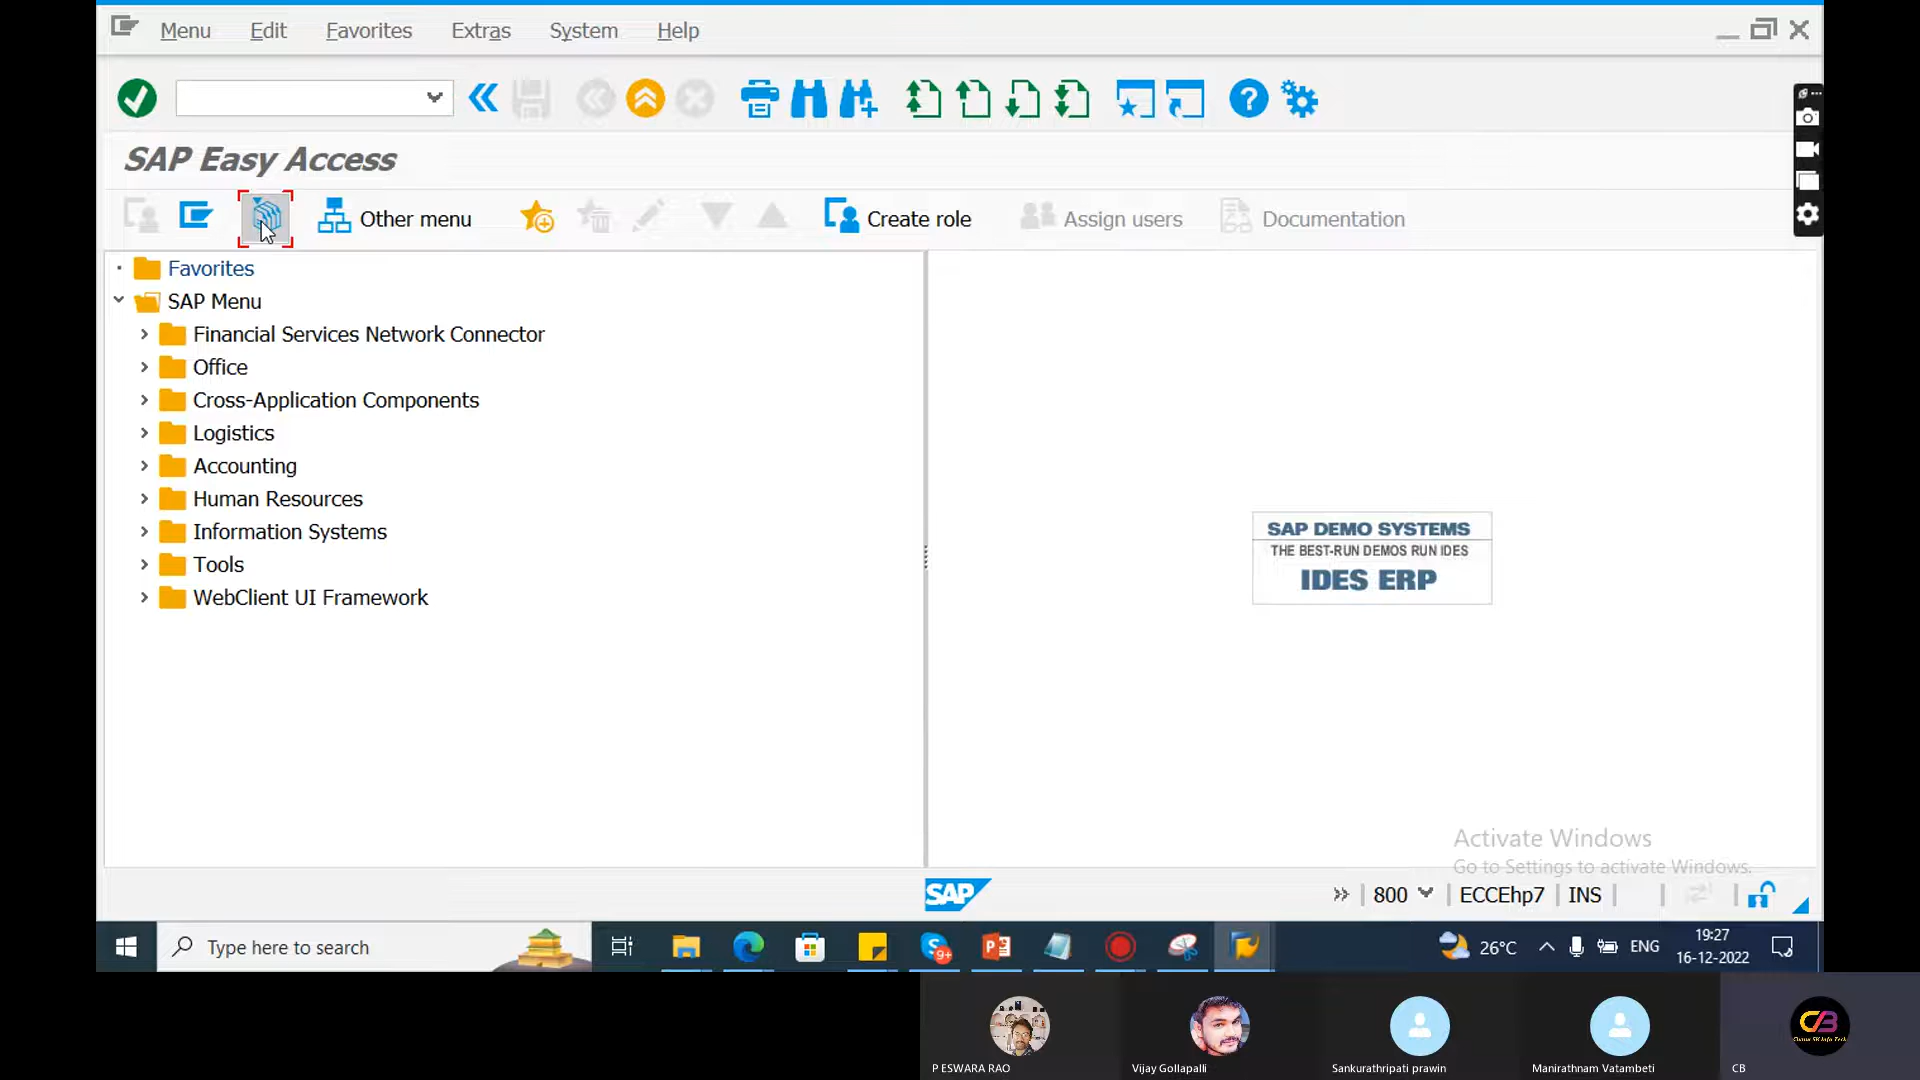 Menu Edit Favorites Extras System Help
SAP Easy Access
Other menu Create role Assign users Documentation
Favorites
SAP Menu
Financial Services Network Connector
Office
Cross-Application Components
Logistics
Accounting
Human Resources
Information Systems
Tools
WebClient UI Framework
SAP DEMO SYSTEMS
THE BEST-RUN DEMOS RUN IDES
IDES ERP
Activate Windows
Go to Settings to activate Windows.
SAP
800 ECCEhp7 INS
Type here to search
9+
26°C ENG
19:27
16-12-2022
P ESWARA RAO Vijay Gollapalli Sankurathripati prawin Manirathnam Vatambeti CB